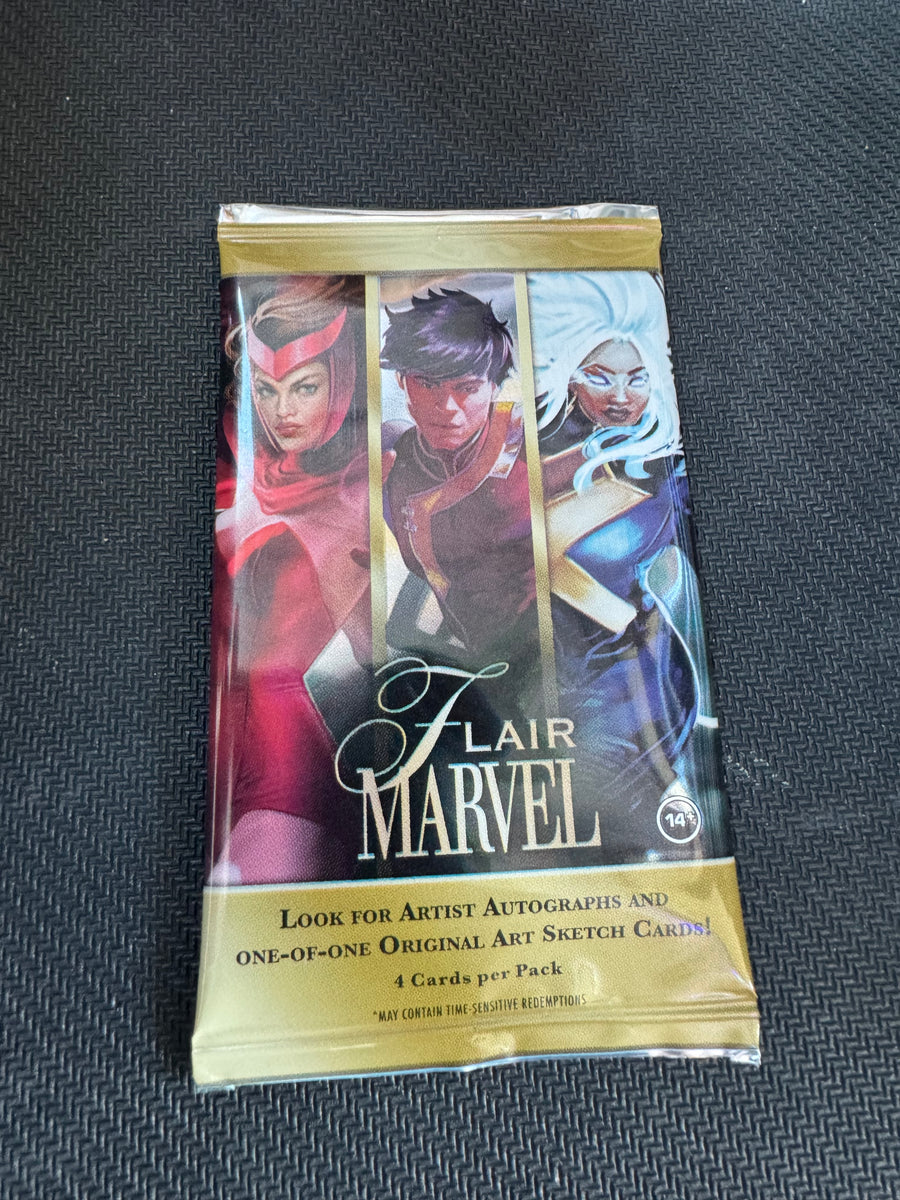 FLAIR
MARVEL
14+
LOOK FOR ARTIST AUTOGRAPHS AND
ONE-OF-ONE ORIGINAL ART SKETCH CARDS!
4 Cards per Pack
*MAY CONTAIN TIME-SENSITIVE REDEMPTIONS